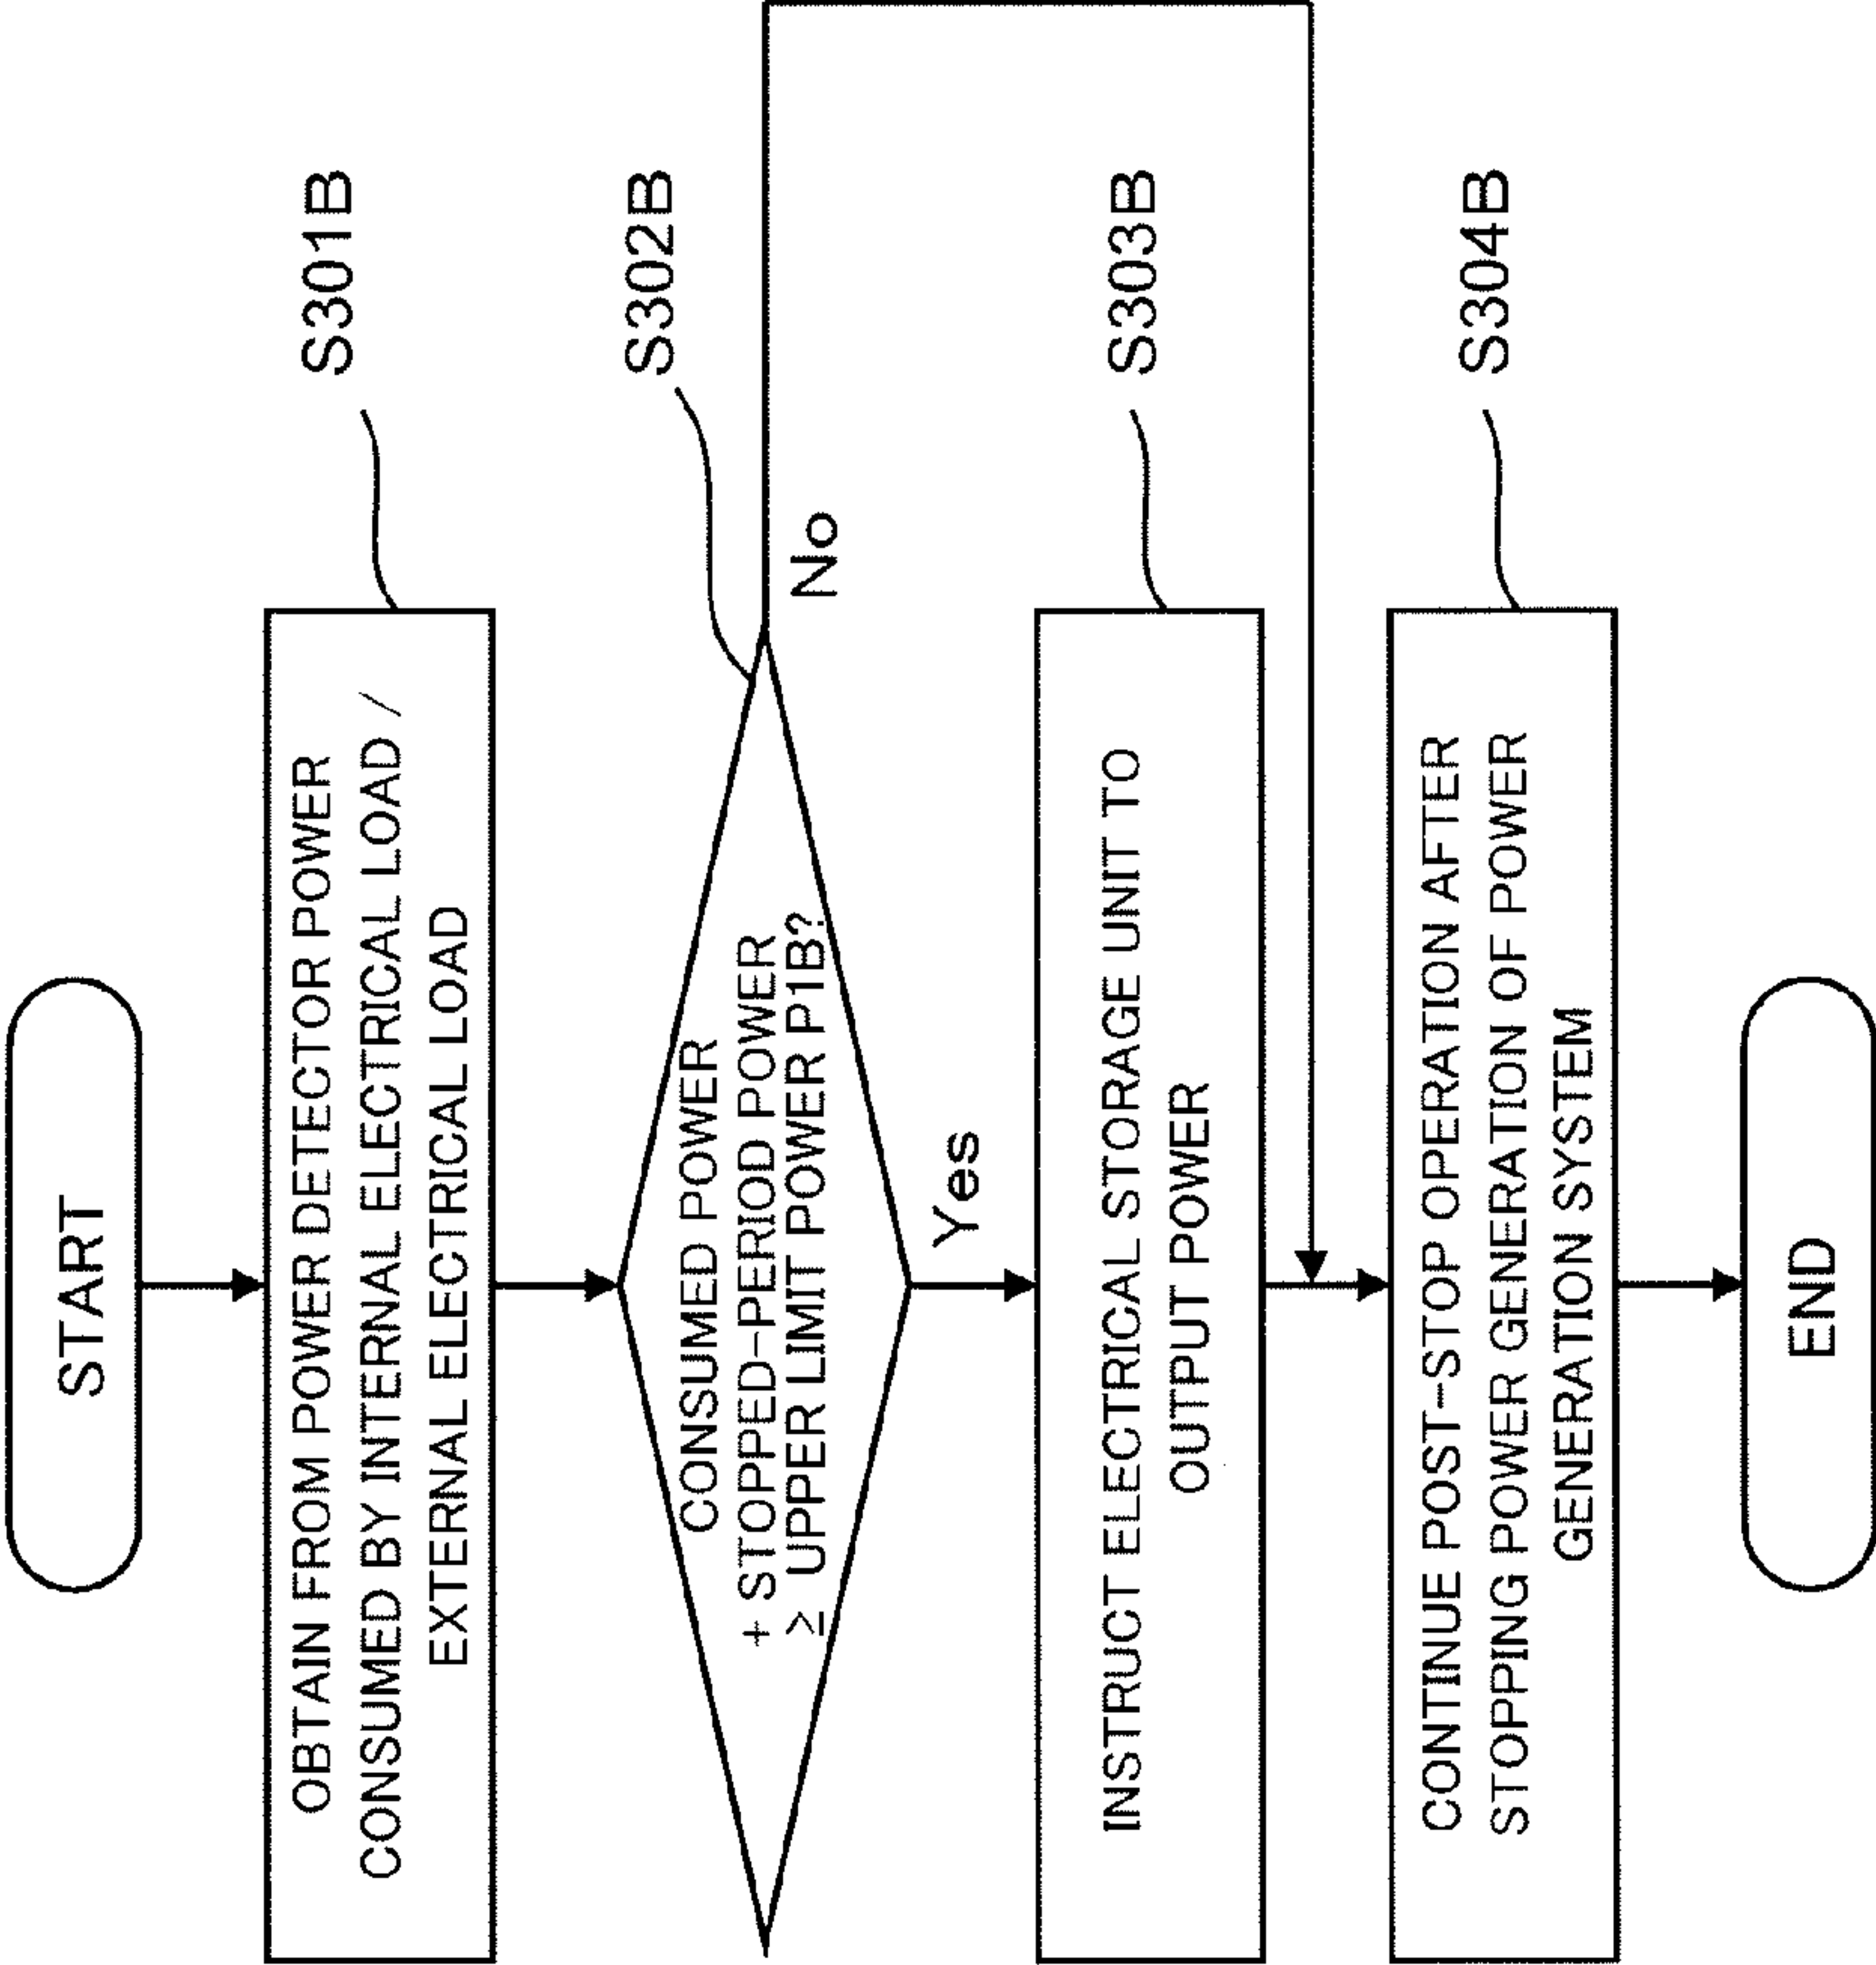 START
S301B
OBTAIN FROM POWER DETECTOR POWER
CONSUMED BY INTERNAL ELECTRICAL LOAD /
EXTERNAL ELECTRICAL LOAD
S302B
CONSUMED POWER
+ STOPPED-PERIOD POWER
≥ UPPER LIMIT POWER P1B?
No
Yes
S303B
INSTRUCT ELECTRICAL STORAGE UNIT TO
OUTPUT POWER
S304B
CONTINUE POST-STOP OPERATION AFTER
STOPPING POWER GENERATION OF POWER
GENERATION SYSTEM
END